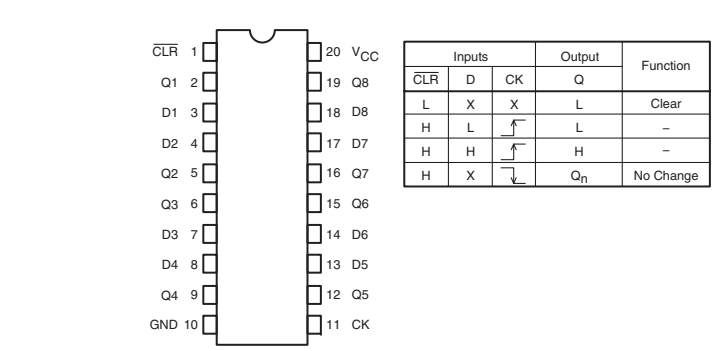 CLR 1 20 VCC
Q1 2 19 Q8
D1 3 18 D8
D2 4 17 D7
Q2 5 16 Q7
Q3 6 15 Q6
D3 7 14 D6
D4 8 13 D5
Q4 9 12 Q5
GND 10 11 CK
Inputs Output Function
CLR D CK Q
L X X L Clear
H L L –
H H H –
H X Qn No Change